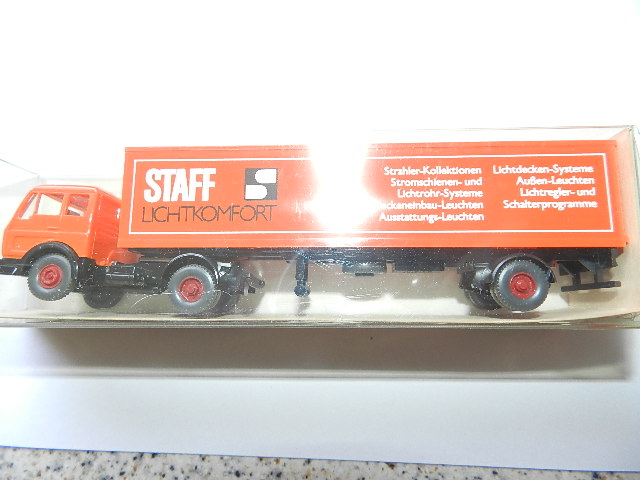 STAFF
LICHTKOMFORT
Strahler-Kollektionen
Stromschienen- und
Lichtrohr-Systeme
Ausstattungs-Leuchten
Lichtdecken-Systeme
Außen-Leuchten
Lichtregler- und
Schalterprogramme